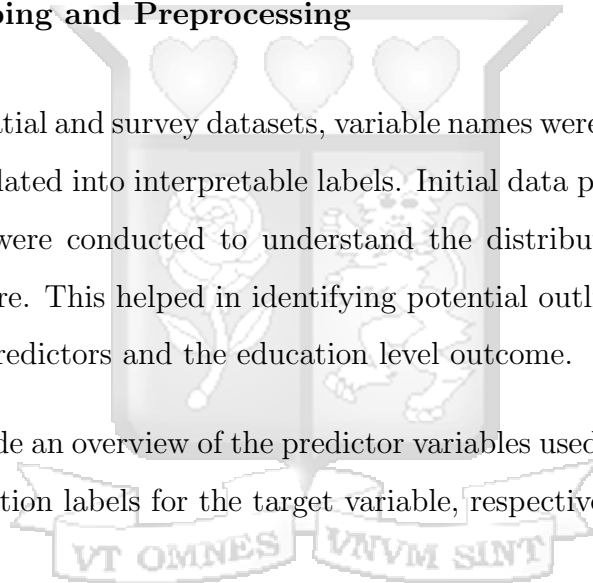 ping and Preprocessing
atial and survey datasets, variable names were
lated into interpretable labels. Initial data p
were conducted to understand the distribut
re. This helped in identifying potential outl
redictors and the education level outcome.
de an overview of the predictor variables used
tion labels for the target variable, respective
VT OMNES VNVM SINT